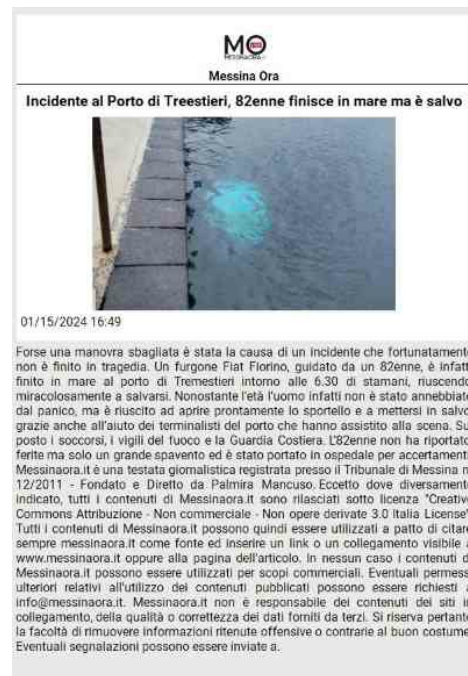 MO
Messina Ora
Incidente al Porto di Treestieri, 82enne finisce in mare ma è salvo
01/15/2024 16:49
Forse una manovra sbagliata è stata la causa di un incidente che fortunatament
non è finito in tragedia. Un furgone Fiat Fiorino, guidato da un 82enne, è infatt
finito in mare al porto di Tremestieri intorno alle 6.30 di stamani, riuscendo
miracolosamente a salvarsi. Nonostante l'età l'uomo infatti non è stato annebbiato
dal panico, ma è riuscito ad aprire prontamente lo sportello e a mettersi in salvo
grazie anche all'aiuto dei terminalisti del porto che hanno assistito alla scena. Su
posto i soccorsi, i vigili del fuoco e la Guardia Costiera. L'82enne non ha riportato
ferite ma solo un grande spavento ed è stato portato in ospedale per accertament
Messinaora.it è una testata giornalistica registrata presso il Tribunale di Messina n
12/2011 - Fondato e Diretto da Palmira Mancuso. Eccetto dove diversament
indicato, tutti i contenuti di Messinaora.it sono rilasciati sotto licenza "Creative
Commons Attribuzione - Non commerciale - Non opere derivate 3.0 Italia License"
Tutti i contenuti di Messinaora.it possono quindi essere utilizzati a patto di citare
sempre messinaora.it come fonte ed inserire un link o un collegamento visibile a
www.messinaora.it oppure alla pagina dell'articolo. In nessun caso i contenuti d
Messinaora.it possono essere utilizzati per scopi commerciali. Eventuali permess
ulteriori relativi all'utilizzo dei contenuti pubblicati possono essere richiesti a
info@messinaora.it. Messinaora.it non è responsabile dei contenuti dei siti in
collegamento, della qualità o correttezza dei dati forniti da terzi. Si riserva pertanto
la facoltà di rimuovere informazioni ritenute offensive o contrarie al buon costume
Eventuali segnalazioni possono essere inviate a.